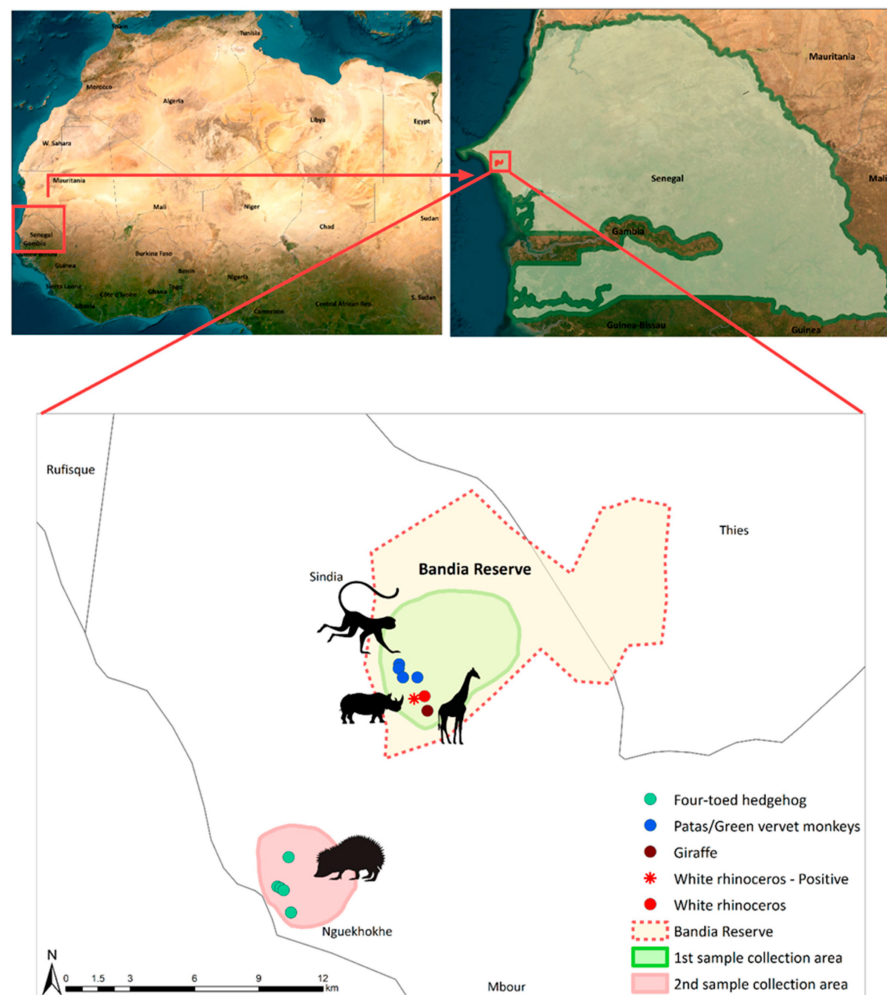 Spain
Tunisia
Morocco
Algeria
Libya
Egypt
W. Sahara
Mauritania
Mali
Niger
Chad
Sudan
Senegal
Gambia
Burkina Faso
Guinea
Benin
Nigeria
Sierra Leone
Côte d'Ivoire
Ghana
Togo
Liberia
Cameroon
Central African Rep.
S. Sudan
Mauritania
Senegal
Mali
Gambia
Guinea-Bissau
Guinea
Rufisque
Thies
Bandia Reserve
Sindia
Four-toed hedgehog
Patas/Green vervet monkeys
Giraffe
White rhinoceros - Positive
White rhinoceros
Bandia Reserve
1st sample collection area
2nd sample collection area
Nguekhokhe
Mbour
N
0 1.5 3 6 9 12
km